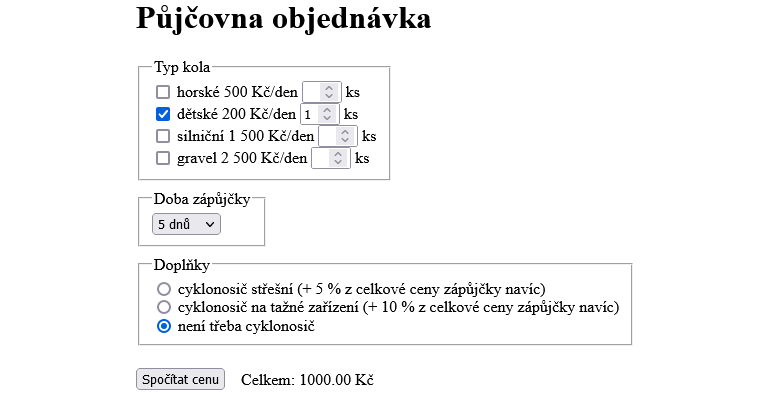 Půjčovna objednávka
Typ kola
horské 500 Kč/den ks
dětské 200 Kč/den 1 ks
silniční 1 500 Kč/den ks
gravel 2 500 Kč/den ks
Doba zápůjčky
5 dnů
Doplňky
cyklonosič střešní (+ 5 % z celkové ceny zápůjčky navíc)
cyklonosič na tažné zařízení (+ 10 % z celkové ceny zápůjčky navíc)
není třeba cyklonosič
Spočítat cenu Celkem: 1000.00 Kč